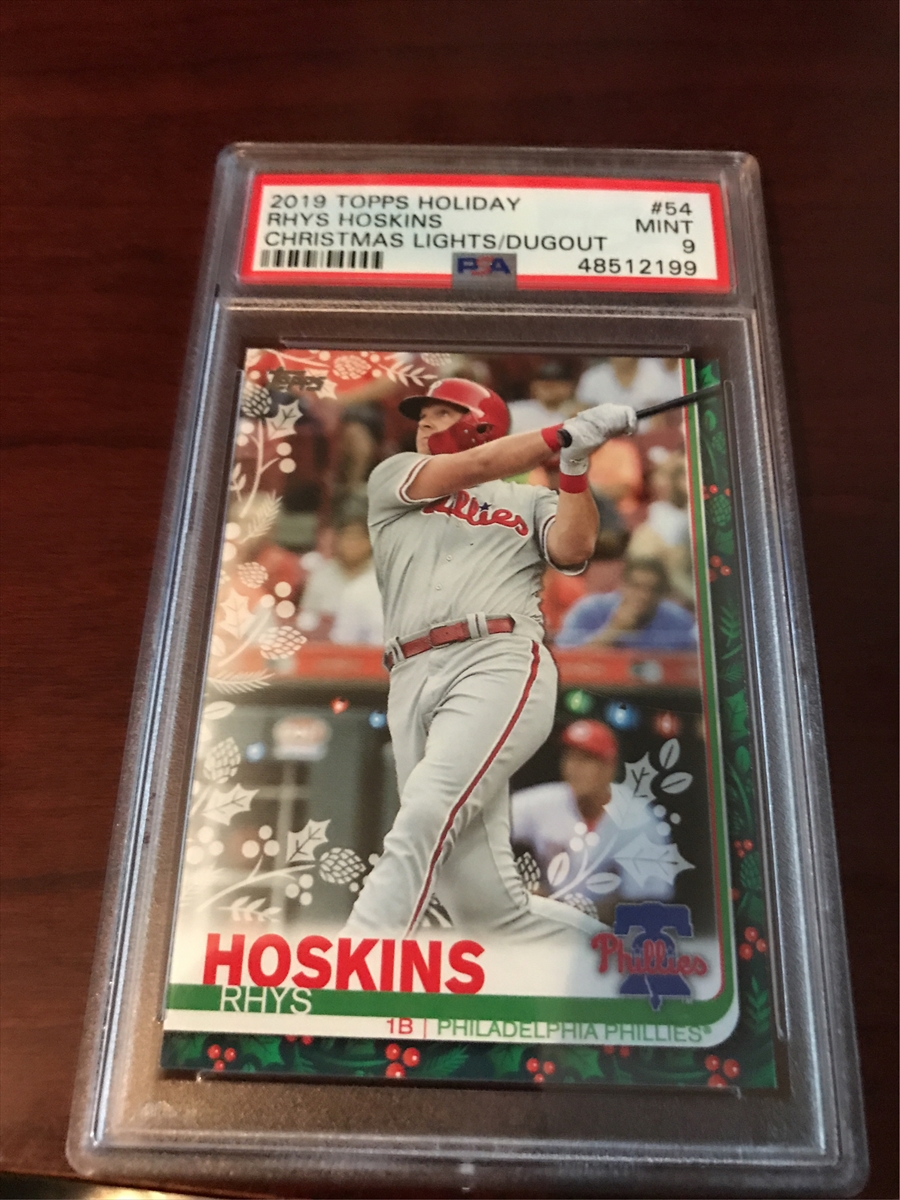 2019 TOPPS HOLIDAY #54
RHYS HOSKINS MINT
CHRISTMAS LIGHTS/DUGOUT 9
PSA 48512199
TOPPS
Phillies
HOSKINS
Phillies
RHYS
1B | PHILADELPHIA PHILLIES®